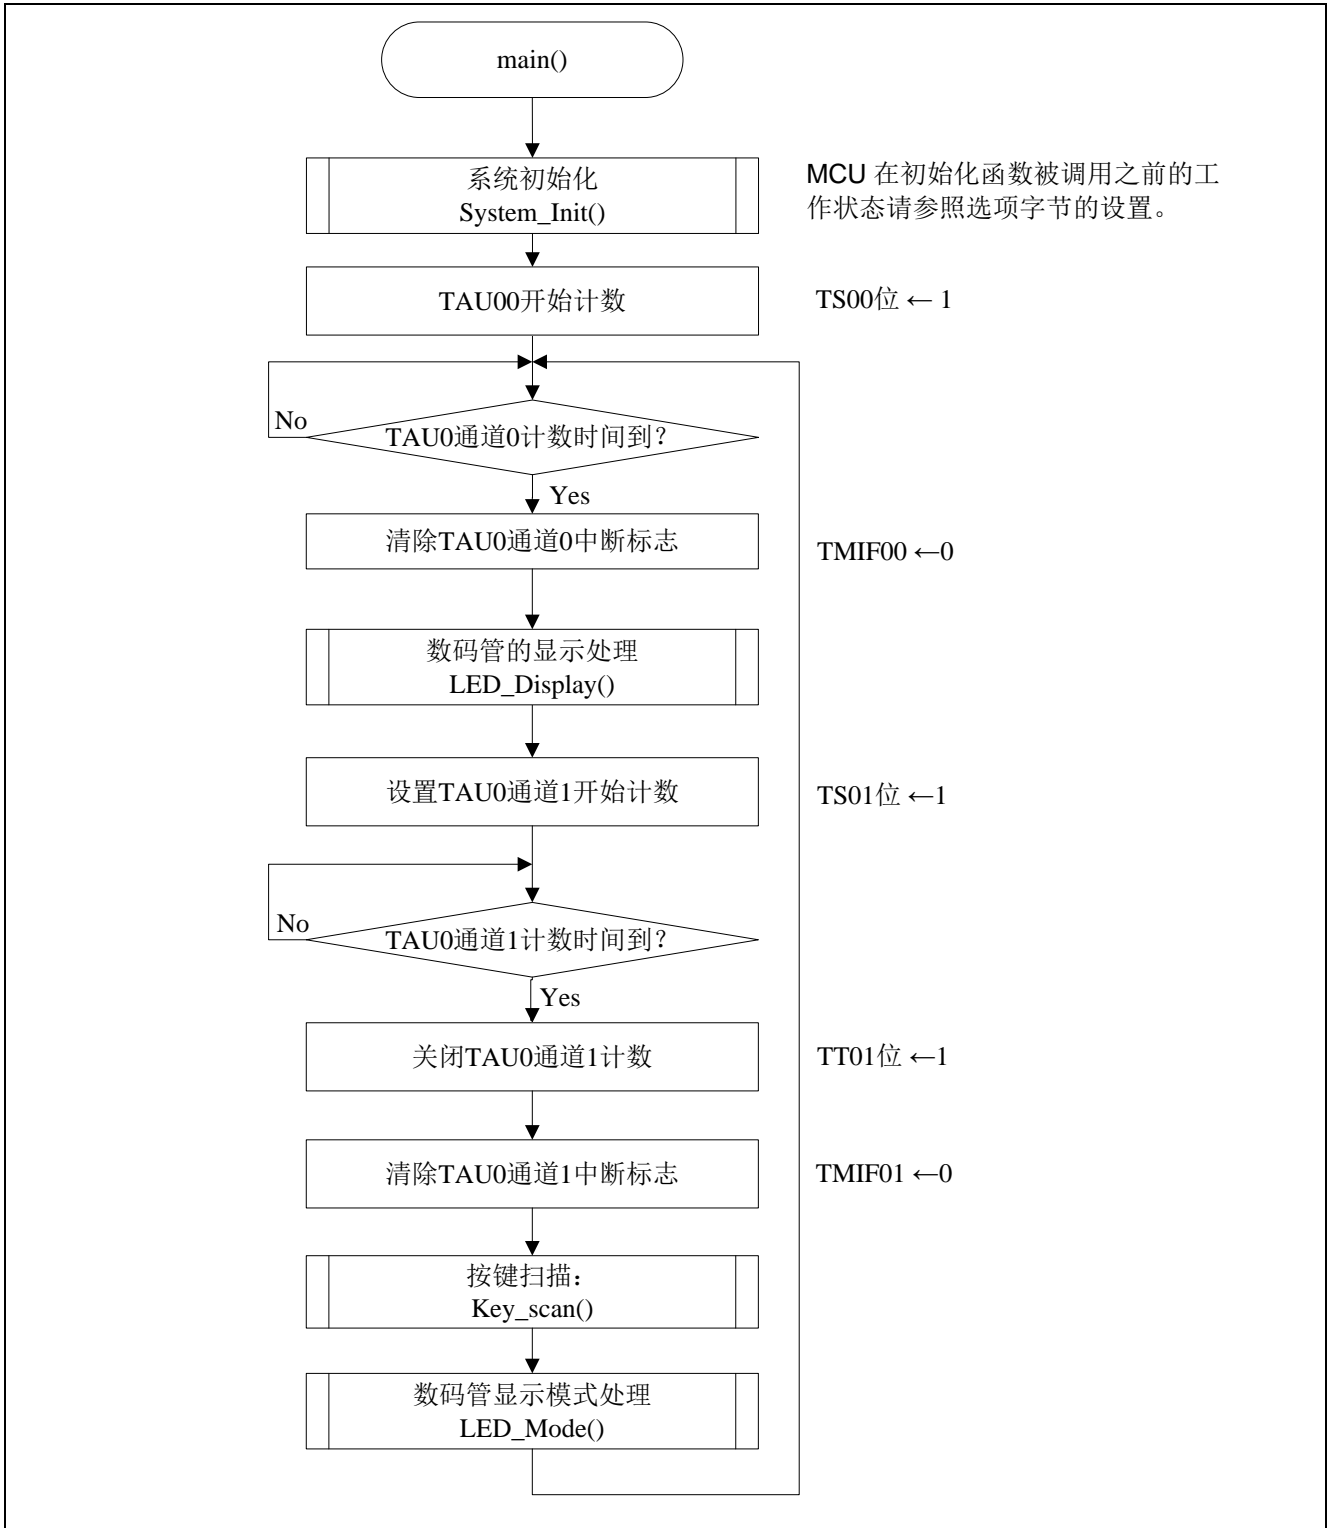 main()
系统初始化
System_Init()
MCU 在初始化函数被调用之前的工
作状态请参照选项字节的设置。
TAU00开始计数
TS00位 ← 1
No
TAU0通道0计数时间到？
Yes
清除TAU0通道0中断标志
TMIF00 ←0
数码管的显示处理
LED_Display()
设置TAU0通道1开始计数
TS01位 ←1
No
TAU0通道1计数时间到？
Yes
关闭TAU0通道1计数
TT01位 ←1
清除TAU0通道1中断标志
TMIF01 ←0
按键扫描：
Key_scan()
数码管显示模式处理
LED_Mode()